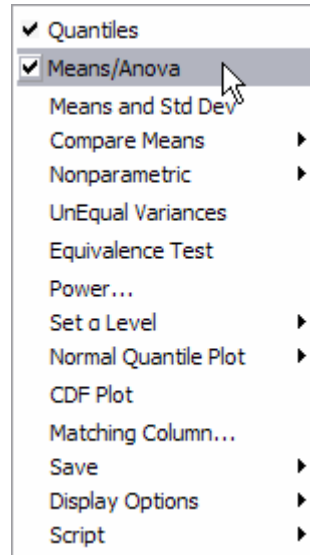 Quantiles
Means/Anova
Means and Std Dev
Compare Means
Nonparametric
UnEqual Variances
Equivalence Test
Power...
Set α Level
Normal Quantile Plot
CDF Plot
Matching Column...
Save
Display Options
Script